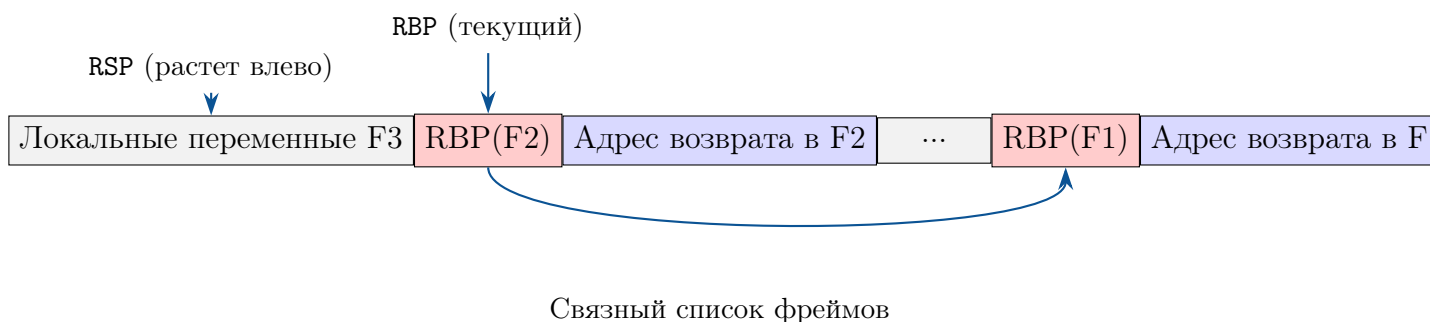 RBP (текущий)
RSP (растет влево)
Локальные переменные F3 RBP(F2) Адрес возврата в F2 ... RBP(F1) Адрес возврата в F
Связный список фреймов